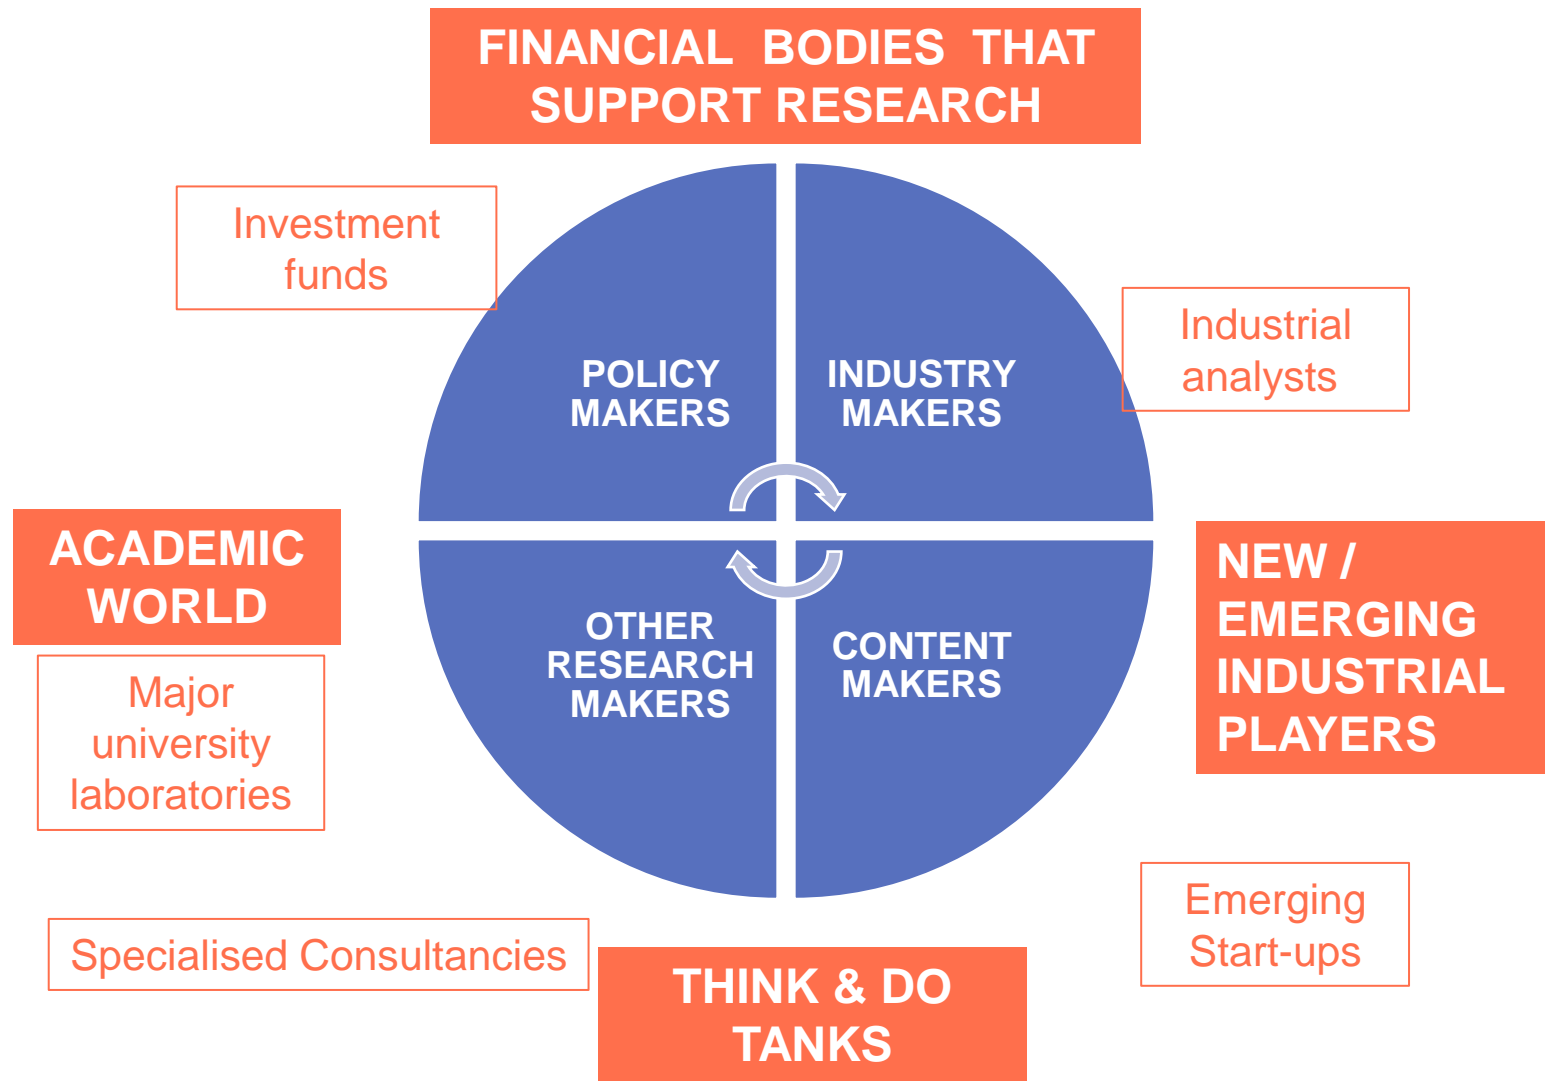 FINANCIAL BODIES THAT
SUPPORT RESEARCH
Investment
funds
Industrial
analysts
POLICY
MAKERS
INDUSTRY
MAKERS
ACADEMIC
WORLD
NEW /
EMERGING
INDUSTRIAL
PLAYERS
OTHER
RESEARCH
MAKERS
CONTENT
MAKERS
Major
university
laboratories
Emerging
Start-ups
Specialised Consultancies
THINK & DO
TANKS